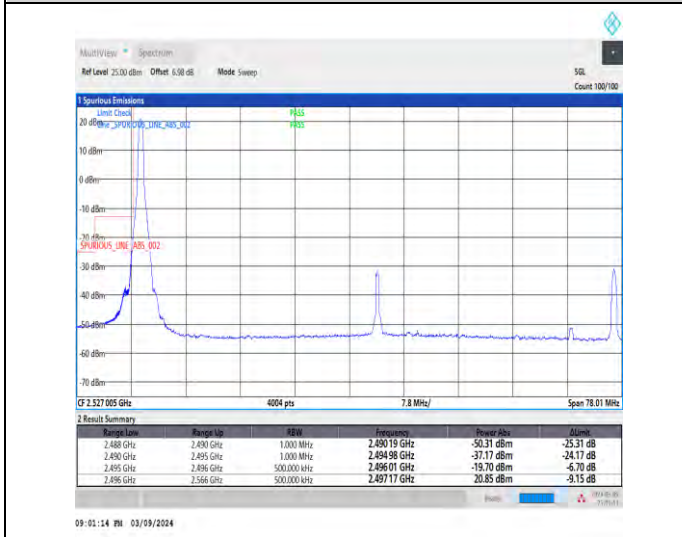 MultiView Spectrum
Ref Level 25.00 dBm Offset 6.98 dB Mode Sweep SGL
Count 100/100
1 Spurious Emissions
Limit Check PASS
20 dBm Line _SPURIOUS_LINE_ABS_002 PASS
10 dBm
0 dBm
-10 dBm
-20 dBm
_SPURIOUS_LINE_ABS_002
-30 dBm
-40 dBm
-50 dBm
-60 dBm
-70 dBm
CF 2.527 005 GHz 4004 pts 7.8 MHz/ Span 78.01 MHz
2 Result Summary
Range Low Range Up RBW Frequency Power Abs ΔLimit
2.488 GHz 2.490 GHz 1.000 MHz 2.490 19 GHz -50.31 dBm -25.31 dB
2.490 GHz 2.495 GHz 1.000 MHz 2.494 98 GHz -37.17 dBm -24.17 dB
2.495 GHz 2.496 GHz 500.000 kHz 2.496 01 GHz -19.70 dBm -6.70 dB
2.496 GHz 2.566 GHz 500.000 kHz 2.497 17 GHz 20.85 dBm -9.15 dB
09:01:14 PM 03/09/2024